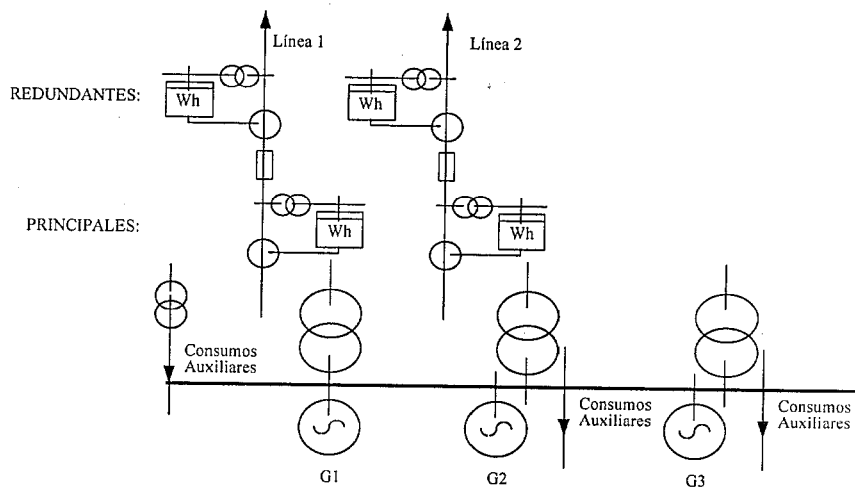 Línea 1
Línea 2
REDUNDANTES:
Wh
Wh
PRINCIPALES:
Wh
Wh
Consumos
Auxiliares
Consumos
Auxiliares
Consumos
Auxiliares
G1
G2
G3